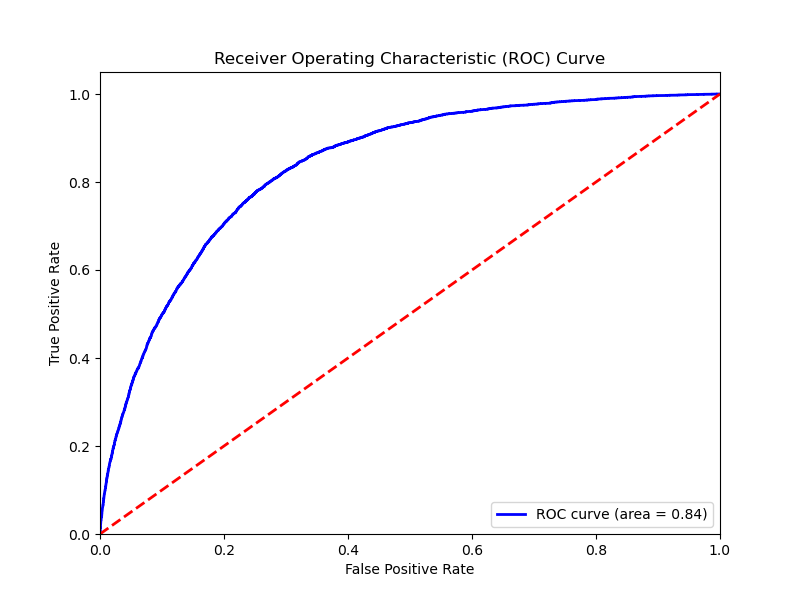 Receiver Operating Characteristic (ROC) Curve
1.0
0.8
0.6
0.4
0.2
0.0
True Positive Rate
ROC curve (area = 0.84)
0.0 0.2 0.4 0.6 0.8 1.0
False Positive Rate